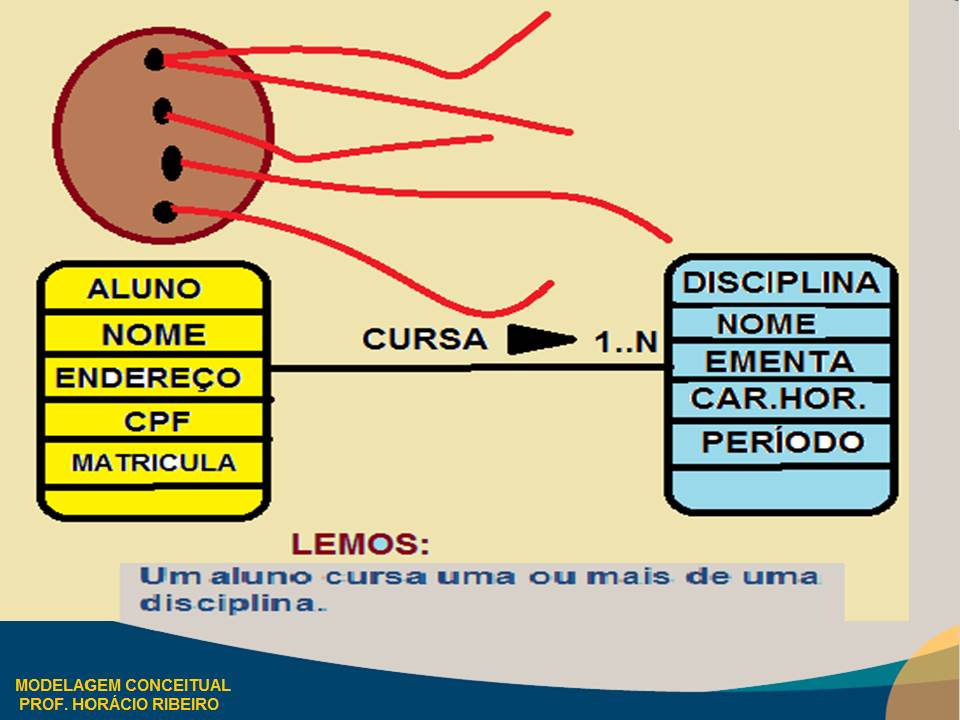 ALUNO
NOME
ENDEREÇO
CPF
MATRICULA
CURSA
1..N
DISCIPLINA
NOME
EMENTA
CAR.HOR.
PERÍODO
LEMOS:
Um aluno cursa uma ou mais de uma
disciplina.
MODELAGEM CONCEITUAL
PROF. HORÁCIO RIBEIRO